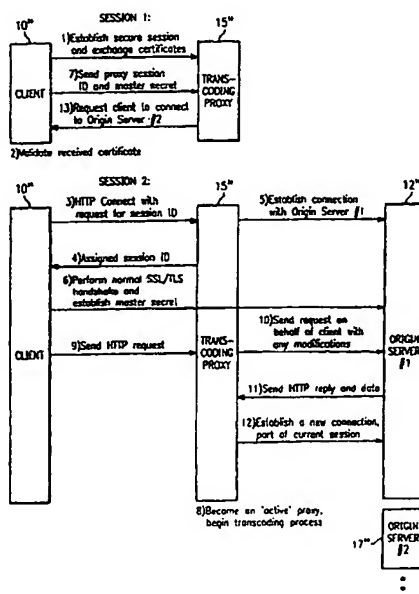 SESSION 1:
10"
15"
1)Establish secure session
and exchange certificates
7)Send proxy session
ID and master secret
13)Request client to connect
to Origin Server #2
CLIENT
TRANS-
CODING
PROXY
2)Validate received certificate
SESSION 2:
10"
15"
12"
3)HTTP Connect with
request for session ID
5)Establish connection
with Origin Server #1
4)Assigned session ID
6)Perform normal SSL/TLS
handshake and
establish master secret
10)Send request on
behalf of client with
any modifications
9)Send HTTP request
CLIENT
TRANS-
CODING
PROXY
ORIGIN
SERVER
#1
11)Send HTTP reply and data
12)Establish a new connection,
part of current session
8)Become an 'active' proxy,
begin transcoding process
17"
ORIGIN
SERVER
#2